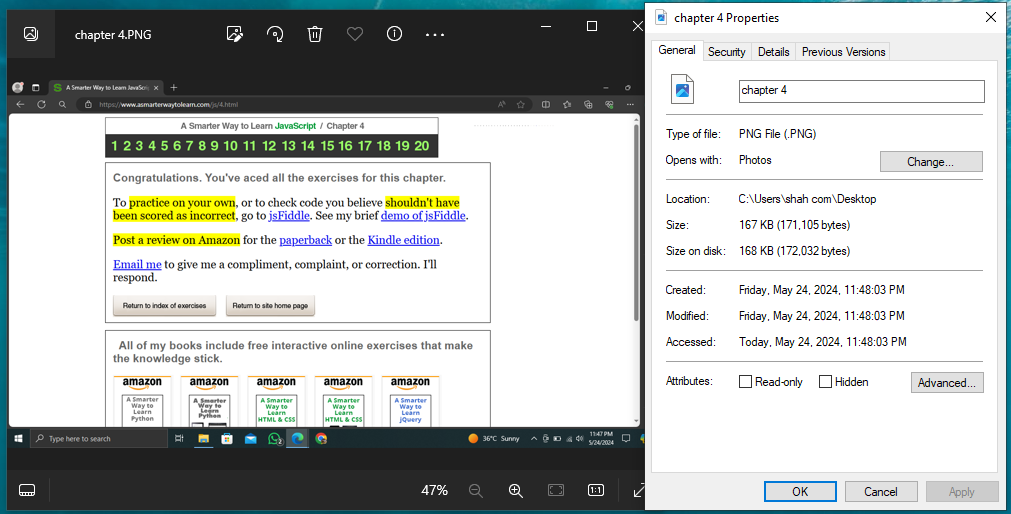 chapter 4.PNG
A Smarter Way to Learn JavaScri
https://www.asmarterwaytolearn.com/js/4.html
A Smarter Way to Learn JavaScript / Chapter 4
1 2 3 4 5 6 7 8 9 10 11 12 13 14 15 16 17 18 19 20
Congratulations. You've aced all the exercises for this chapter.
To practice on your own, or to check code you believe shouldn't have
been scored as incorrect, go to jsFiddle. See my brief demo of jsFiddle.
Post a review on Amazon for the paperback or the Kindle edition.
Email me to give me a compliment, complaint, or correction. I'll
respond.
Return to index of exercises Return to site home page
All of my books include free interactive online exercises that make
the knowledge stick.
amazon amazon amazon amazon amazon
A Smarter A Smarter A Smarter A Smarter A Smarter
Way to Way to Way to Way to Way to
Learn Learn Learn Learn Learn
Python Python HTML & CSS HTML & CSS jQuery
Type here to search
36°C Sunny
11:47 PM
5/24/2024
47%
1:1
chapter 4 Properties
General Security Details Previous Versions
chapter 4
Type of file: PNG File (.PNG)
Opens with: Photos Change...
Location: C:\Users\shah com\Desktop
Size: 167 KB (171,105 bytes)
Size on disk: 168 KB (172,032 bytes)
Created: Friday, May 24, 2024, 11:48:03 PM
Modified: Friday, May 24, 2024, 11:48:03 PM
Accessed: Today, May 24, 2024, 11:48:03 PM
Attributes: Read-only Hidden Advanced...
OK Cancel Apply